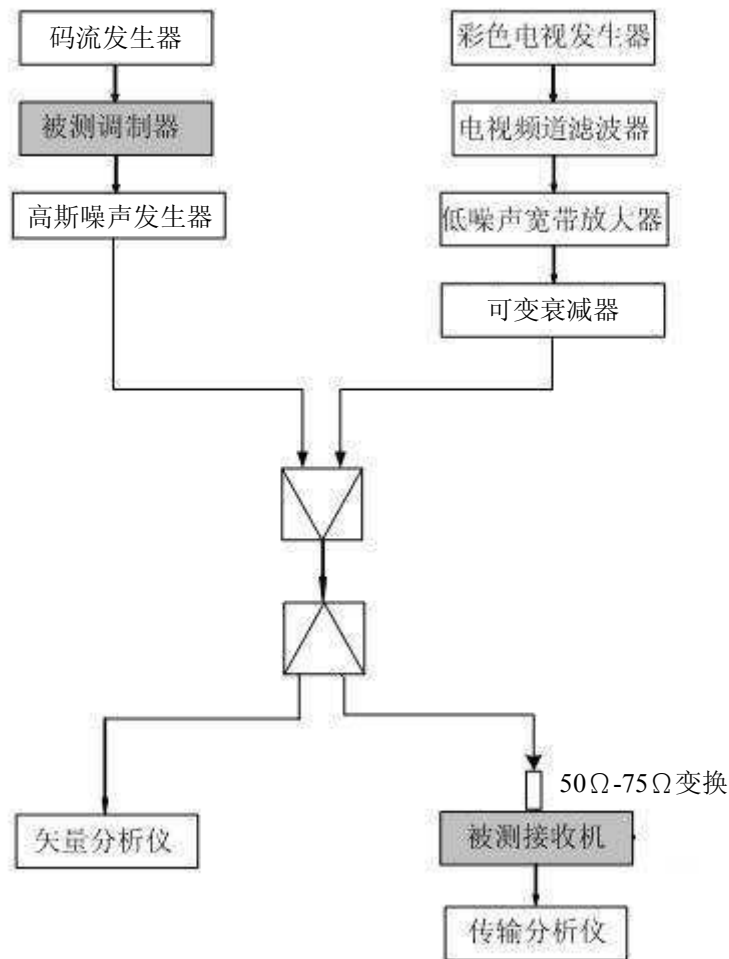 码流发生器
被测调制器
高斯噪声发生器
彩色电视发生器
电视频道滤波器
低噪声宽带放大器
可变衰减器
矢量分析仪
50Ω-75Ω变换
被测接收机
传输分析仪